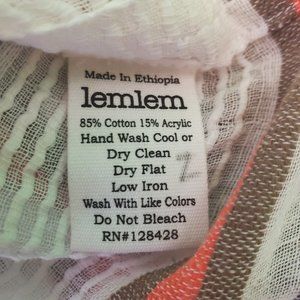 Made In Ethiopia
lemlem
85% Cotton 15% Acrylic
Hand Wash Cool or
Dry Clean
Dry Flat
Low Iron
Wash With Like Colors
Do Not Bleach
RN#128428